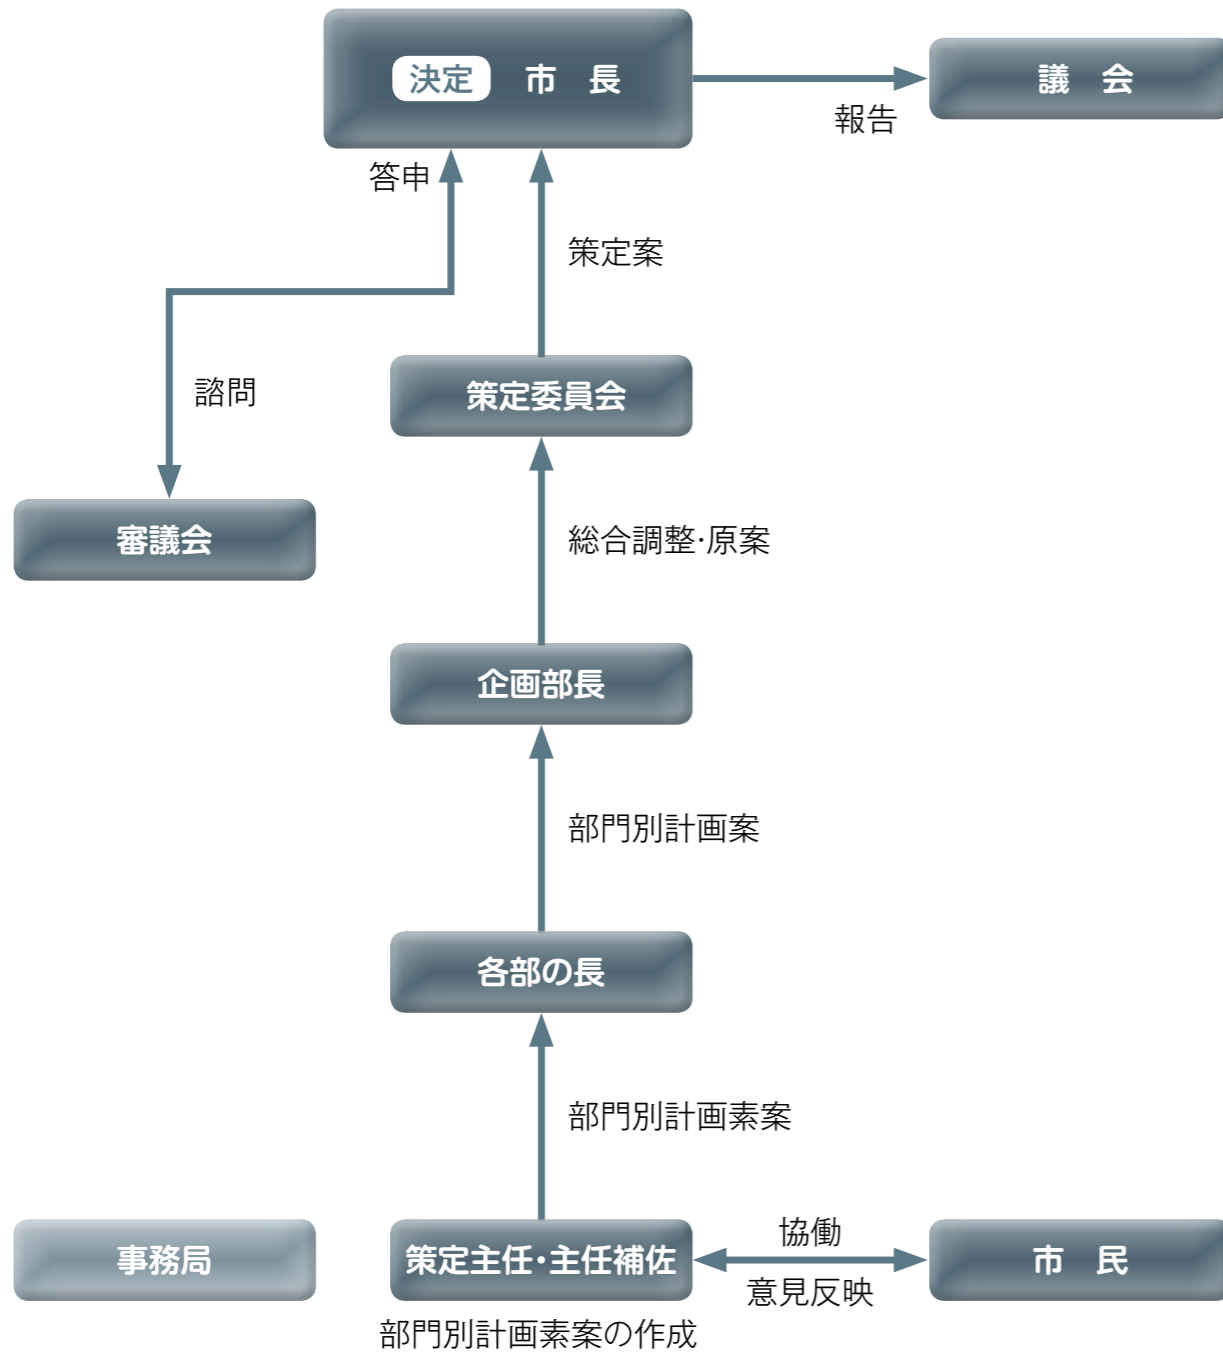 決定 市　長
議　会
報告
答申
策定案
諮問
策定委員会
審議会
総合調整・原案
企画部長
部門別計画案
各部の長
部門別計画素案
事務局
策定主任・主任補佐
協働
意見反映
市　民
部門別計画素案の作成